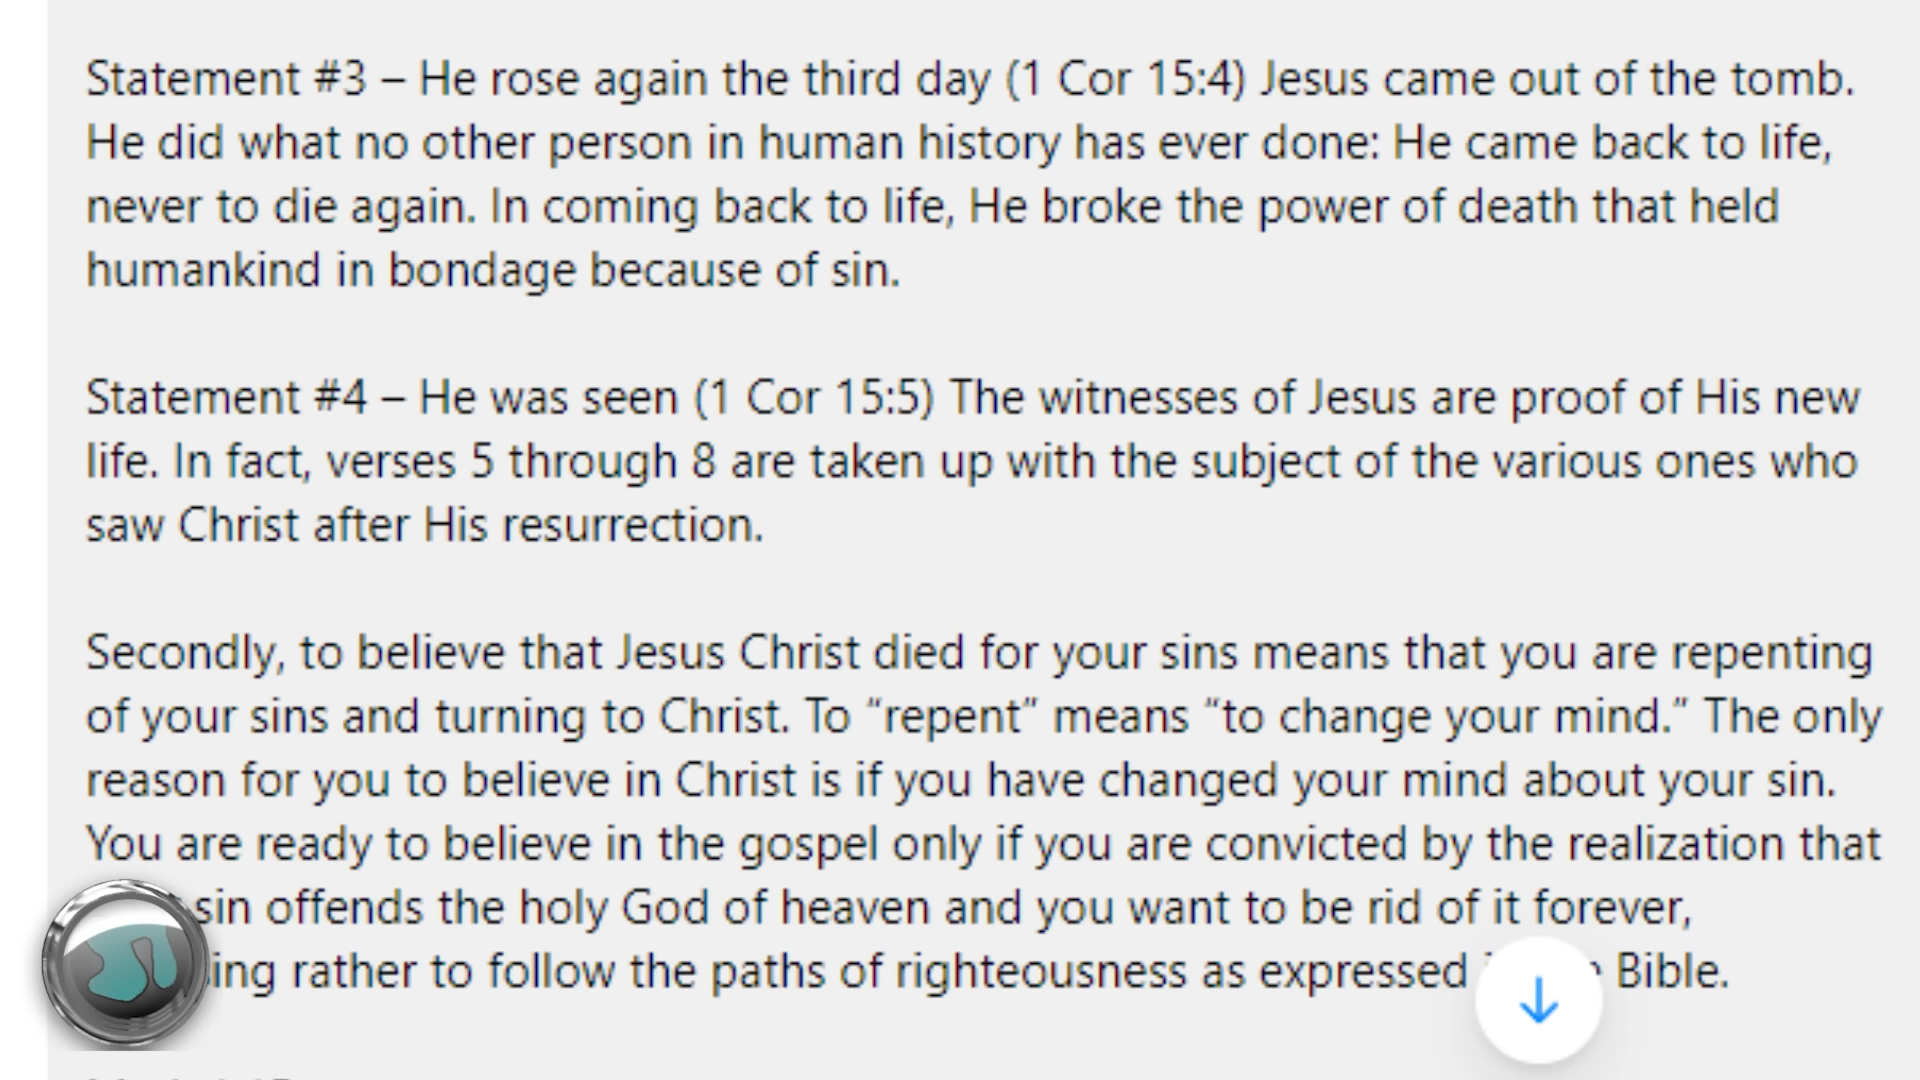 Statement #3 – He rose again the third day (1 Cor 15:4) Jesus came out of the tomb.
He did what no other person in human history has ever done: He came back to life,
never to die again. In coming back to life, He broke the power of death that held
humankind in bondage because of sin.
Statement #4 – He was seen (1 Cor 15:5) The witnesses of Jesus are proof of His new
life. In fact, verses 5 through 8 are taken up with the subject of the various ones who
saw Christ after His resurrection.
Secondly, to believe that Jesus Christ died for your sins means that you are repenting
of your sins and turning to Christ. To “repent” means “to change your mind.” The only
reason for you to believe in Christ is if you have changed your mind about your sin.
You are ready to believe in the gospel only if you are convicted by the realization that
sin offends the holy God of heaven and you want to be rid of it forever,
rather to follow the paths of righteousness as expressed Bible.